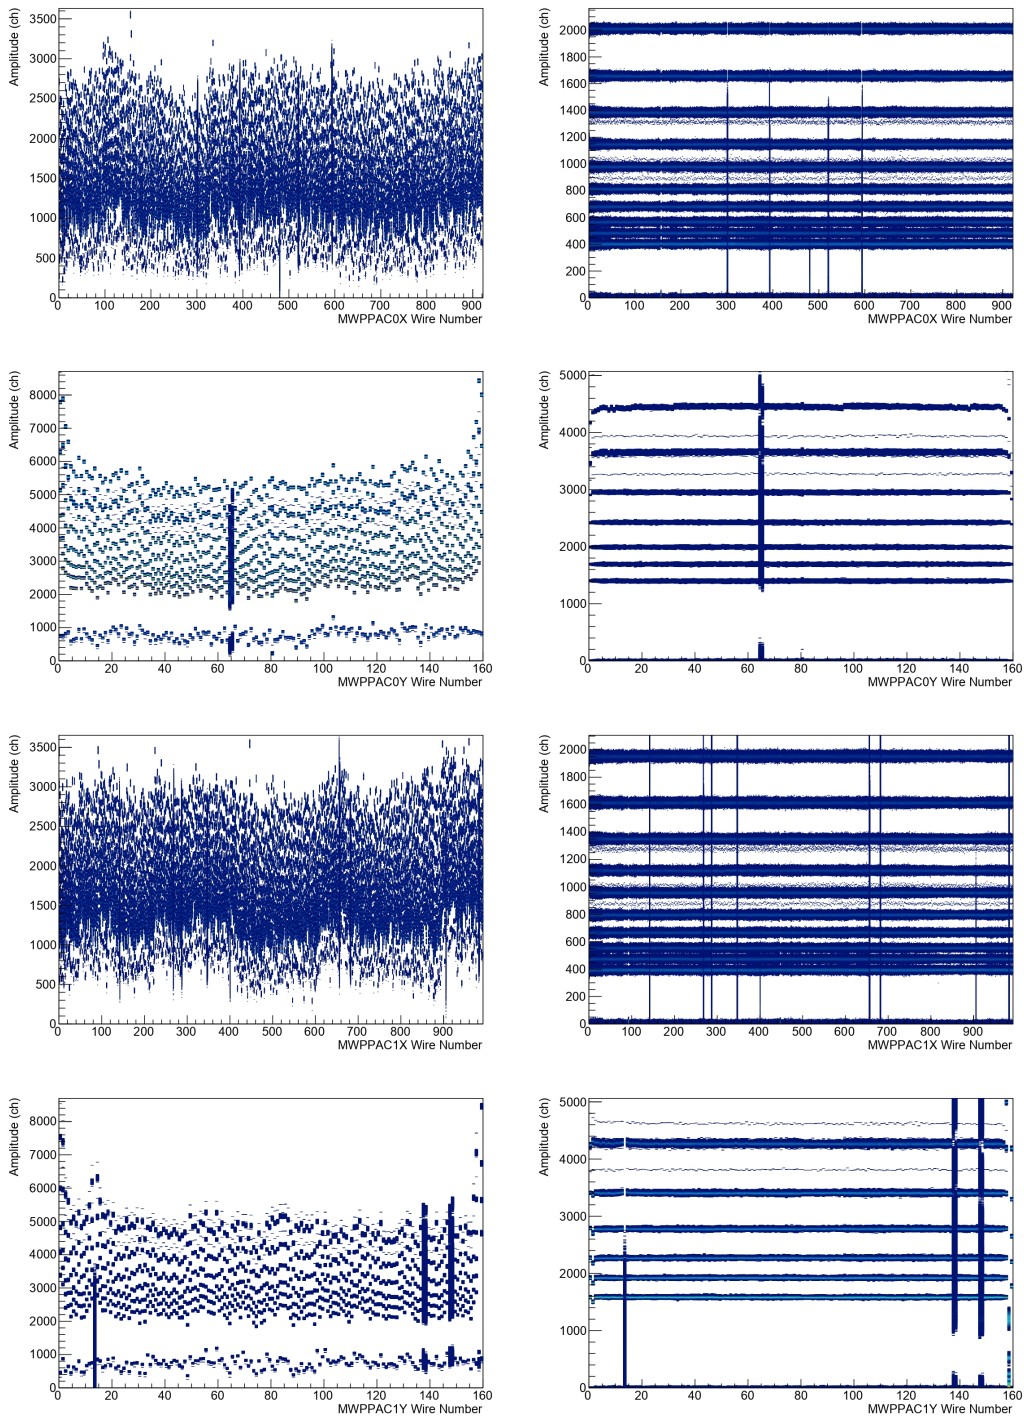 Amplitude (ch)
3500
3000
2500
2000
1500
1000
500
0
0 100 200 300 400 500 600 700 800 900
MWPPAC0X Wire Number
Amplitude (ch)
2000
1800
1600
1400
1200
1000
800
600
400
200
0
0 100 200 300 400 500 600 700 800 900
MWPPAC0X Wire Number
Amplitude (ch)
8000
7000
6000
5000
4000
3000
2000
1000
0
0 20 40 60 80 100 120 140 160
MWPPAC0Y Wire Number
Amplitude (ch)
5000
4000
3000
2000
1000
0
0 20 40 60 80 100 120 140 160
MWPPAC0Y Wire Number
Amplitude (ch)
3500
3000
2500
2000
1500
1000
500
0
0 100 200 300 400 500 600 700 800 900
MWPPAC1X Wire Number
Amplitude (ch)
2000
1800
1600
1400
1200
1000
800
600
400
200
0
0 100 200 300 400 500 600 700 800 900
MWPPAC1X Wire Number
Amplitude (ch)
8000
7000
6000
5000
4000
3000
2000
1000
0
0 20 40 60 80 100 120 140 160
MWPPAC1Y Wire Number
Amplitude (ch)
5000
4000
3000
2000
1000
0
0 20 40 60 80 100 120 140 160
MWPPAC1Y Wire Number